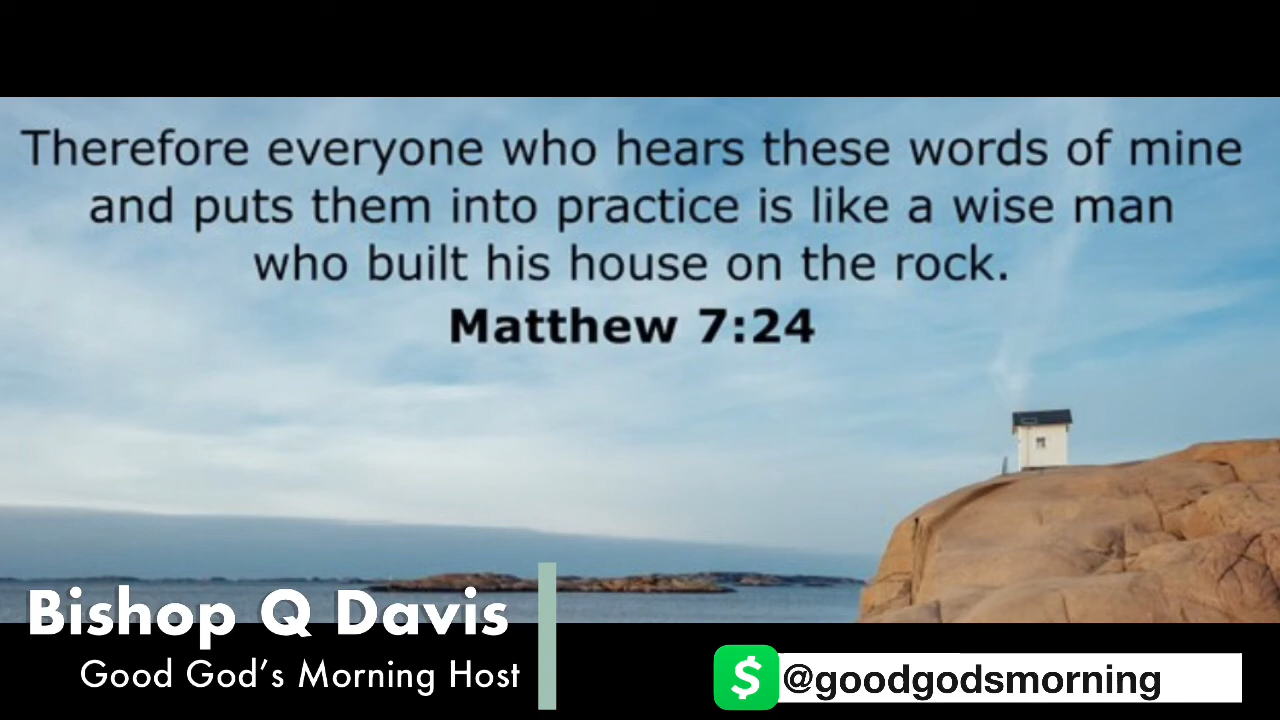 Therefore everyone who hears these words of mine
and puts them into practice is like a wise man
who built his house on the rock.
Matthew 7:24
Bishop Q Davis
Good God’s Morning Host
$ @goodgodsmorning